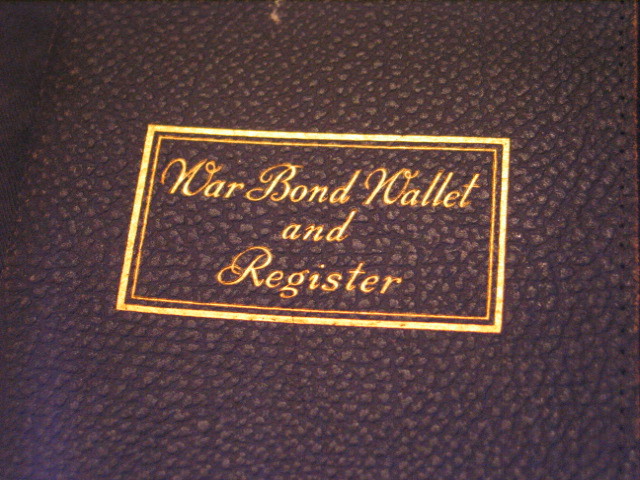 War Bond Wallet
and
Register